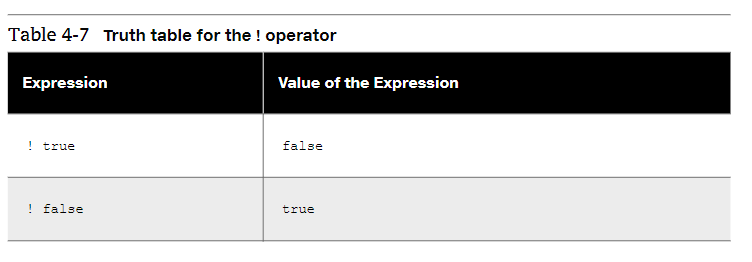 Table 4-7 Truth table for the ! operator
Expression Value of the Expression
! true false
! false true